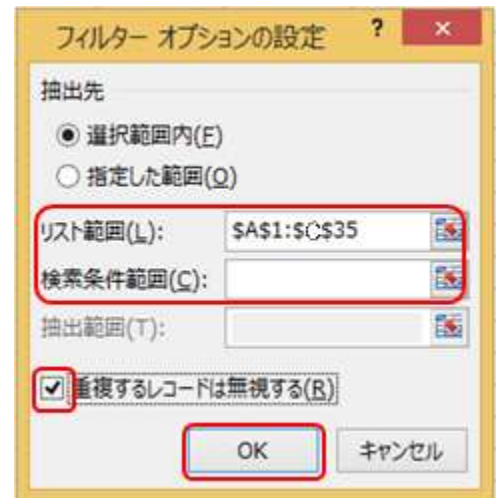 フィルター オプションの設定 ? ×
抽出先
選択範囲内(F)
指定した範囲(O)
リスト範囲(L): $A$1:$C$35
検索条件範囲(C):
抽出範囲(T):
重複するレコードは無視する(R)
OK キャンセル